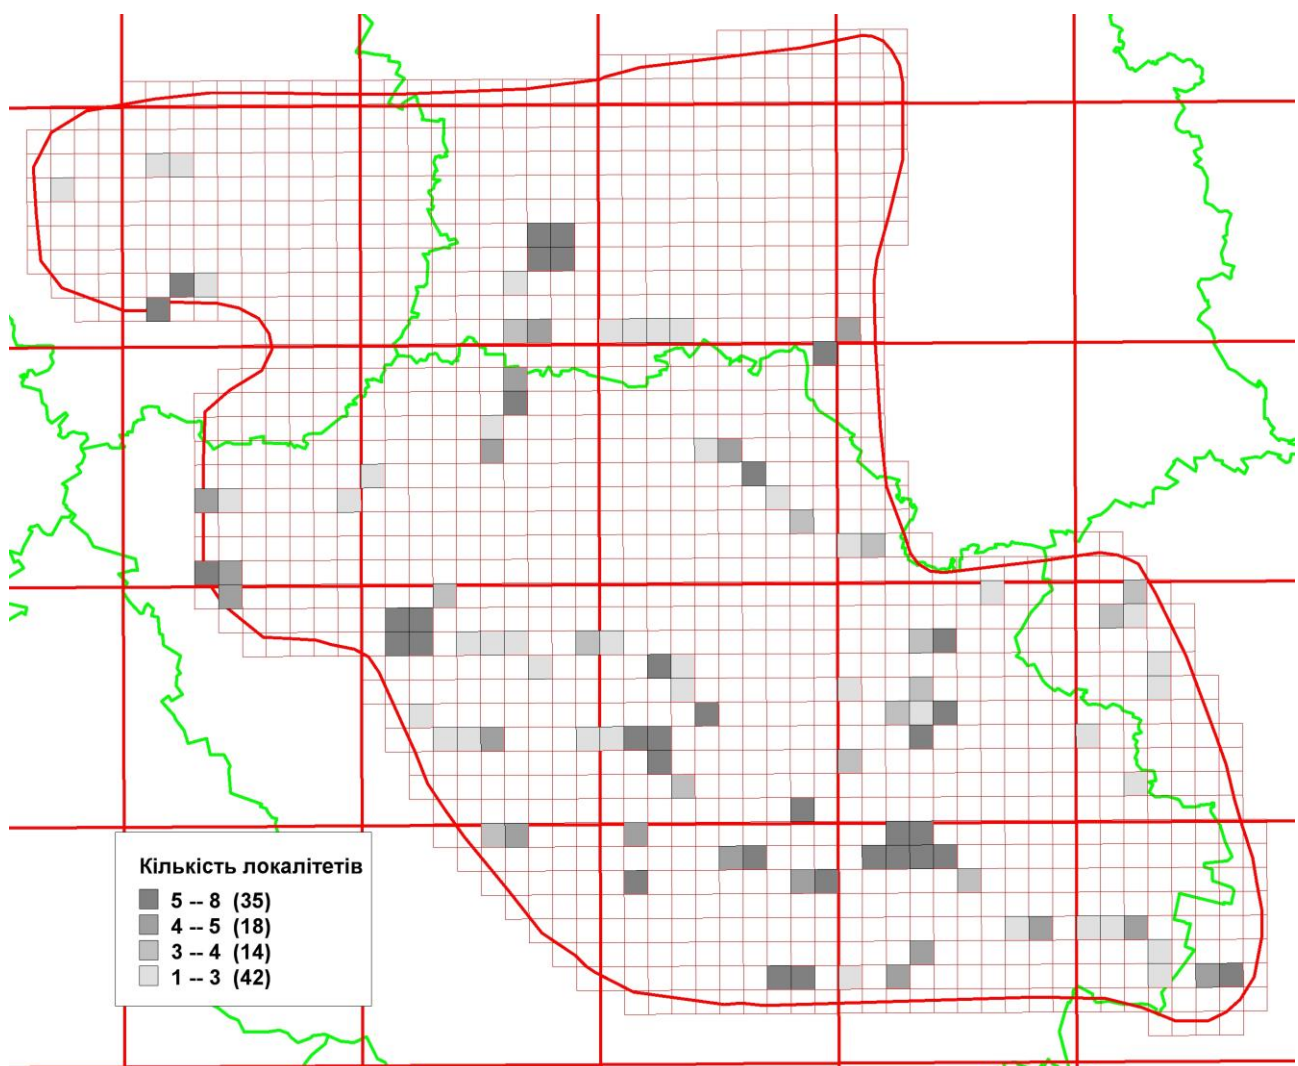 Кількість локалітетів
5 -- 8 (35)
4 -- 5 (18)
3 -- 4 (14)
1 -- 3 (42)